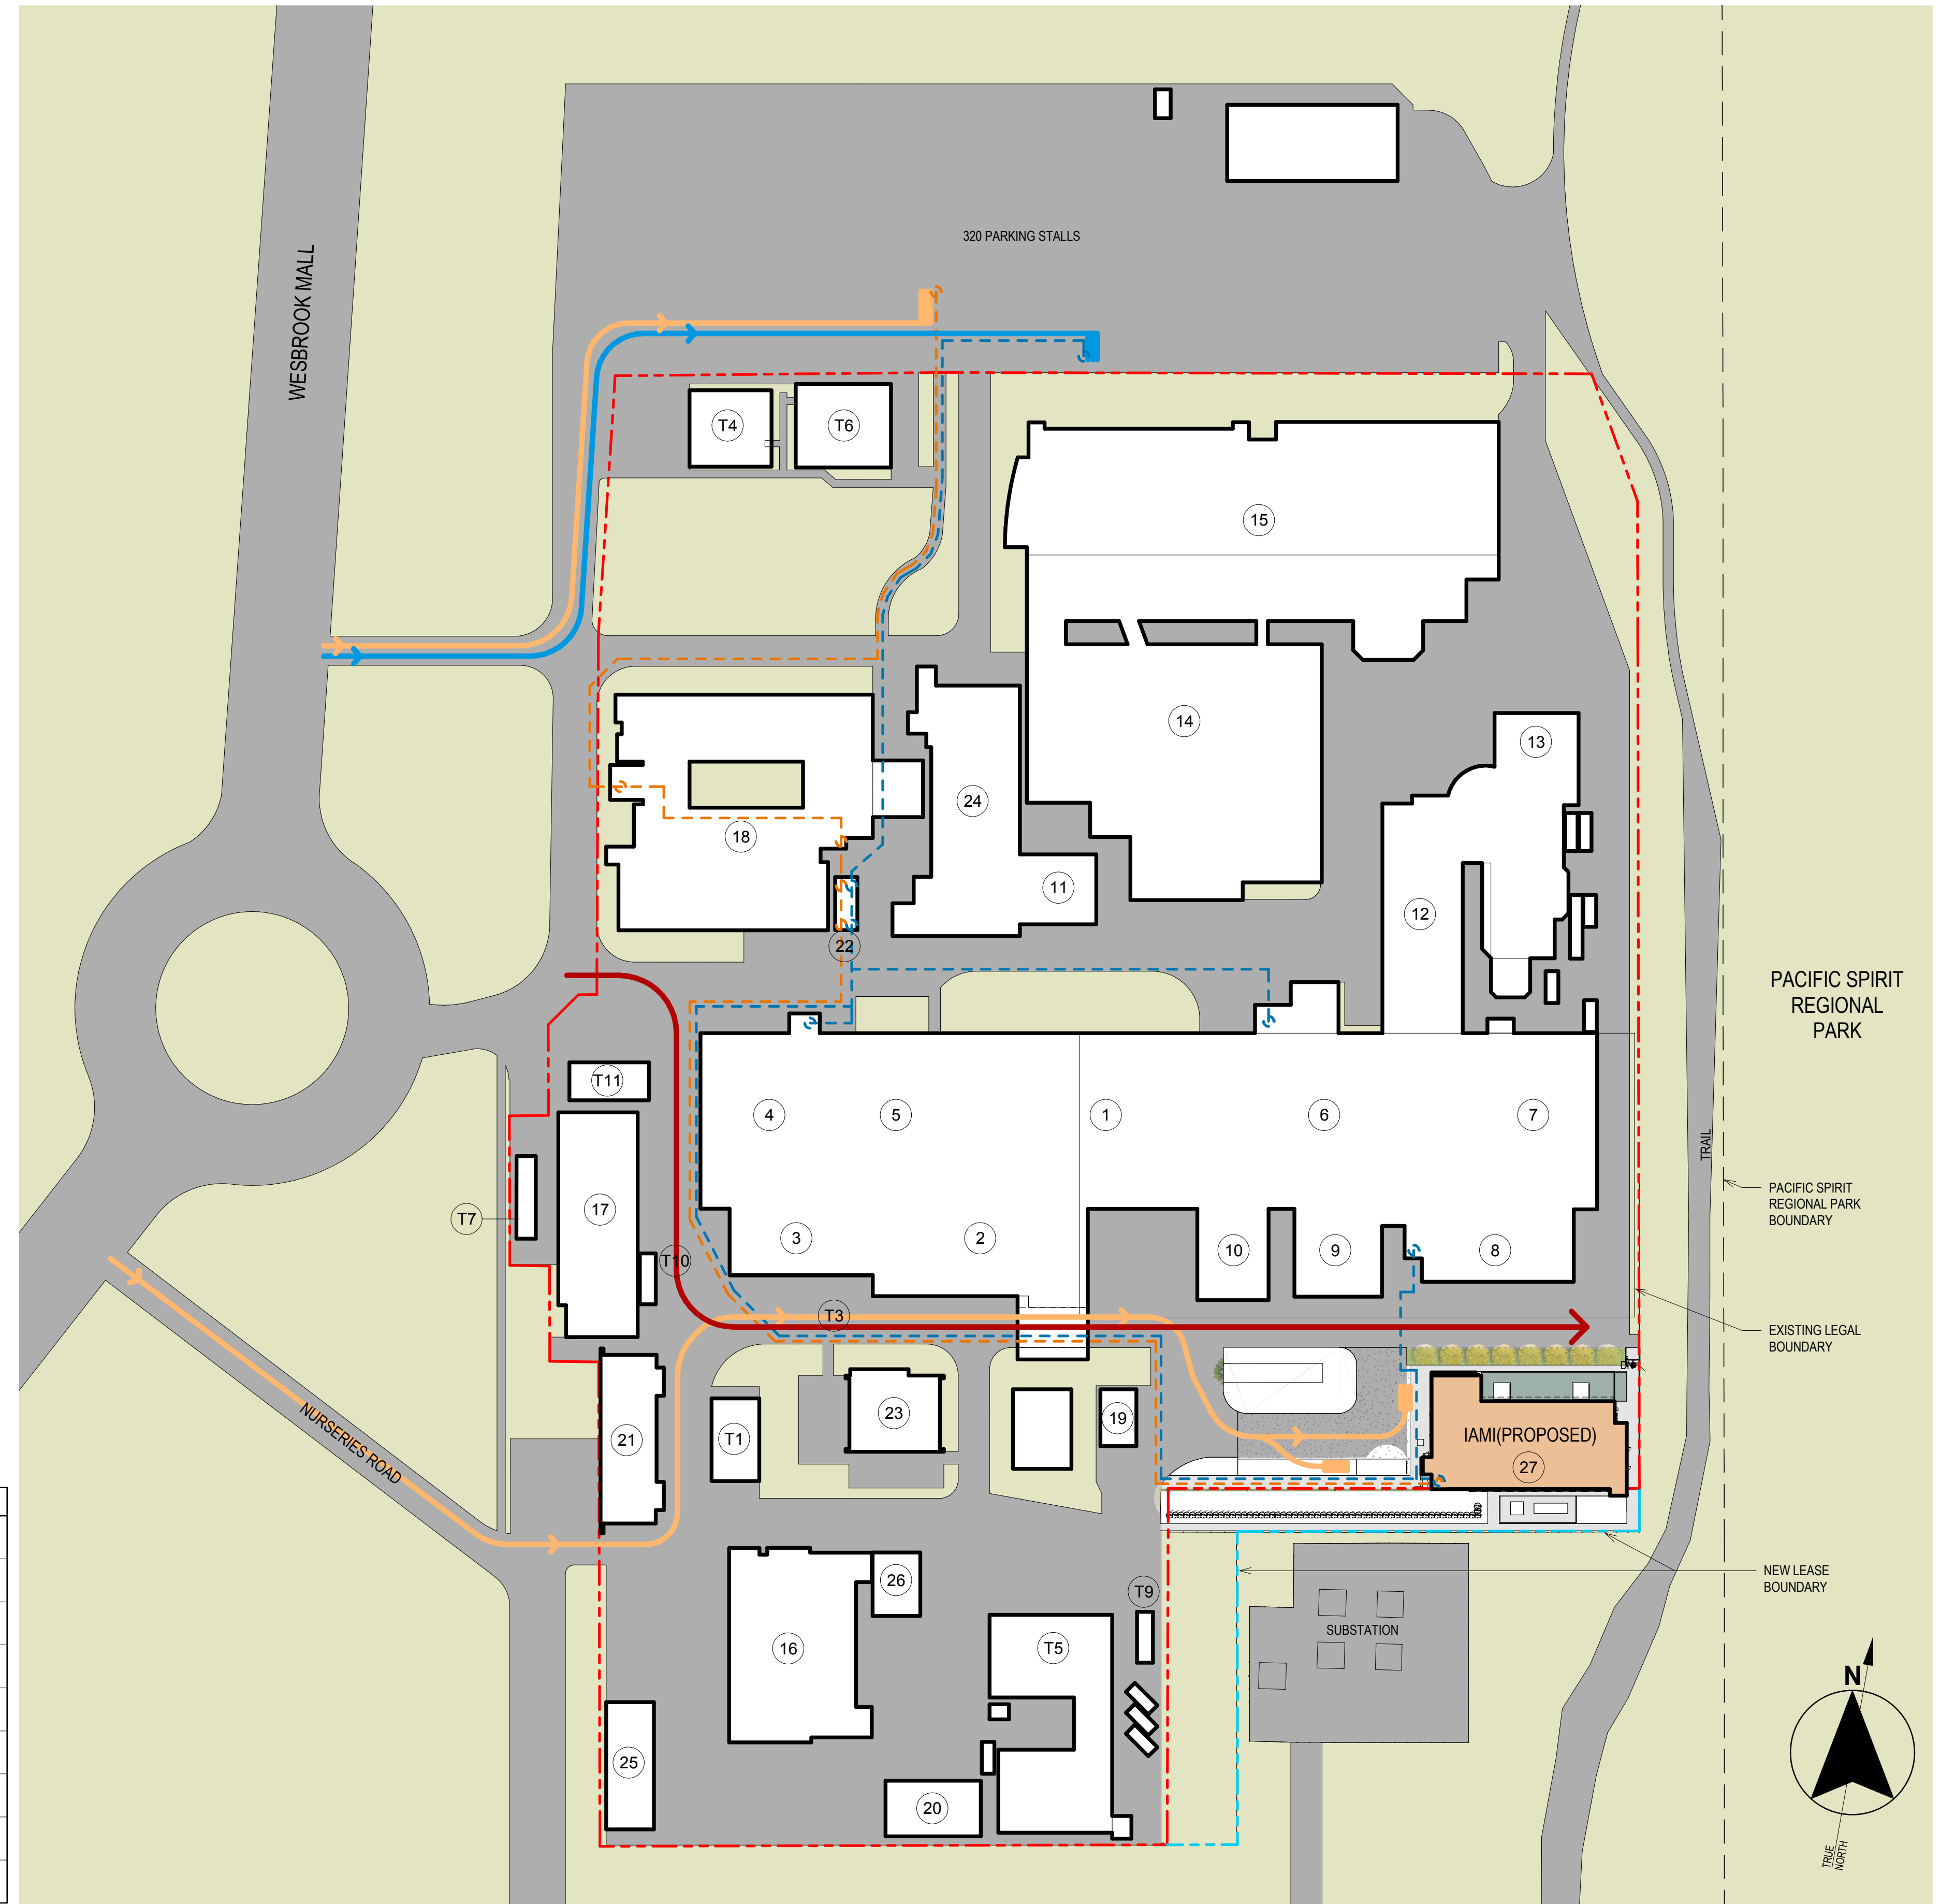 320 PARKING STALLS
WESBROOK MALL
T4
T6
15
14
13
24
18
12
11
22
PACIFIC SPIRIT
REGIONAL
PARK
T11
4
5
1
6
7
TRAIL
PACIFIC SPIRIT
REGIONAL PARK
BOUNDARY
17
T7
3
2
10
9
8
T10
T3
EXISTING LEGAL
BOUNDARY
23
19
T1
21
IAMI(PROPOSED)
27
NURSERIES ROAD
NEW LEASE
BOUNDARY
26
T9
SUBSTATION
16
T5
N
25
20
TRUE
NORTH